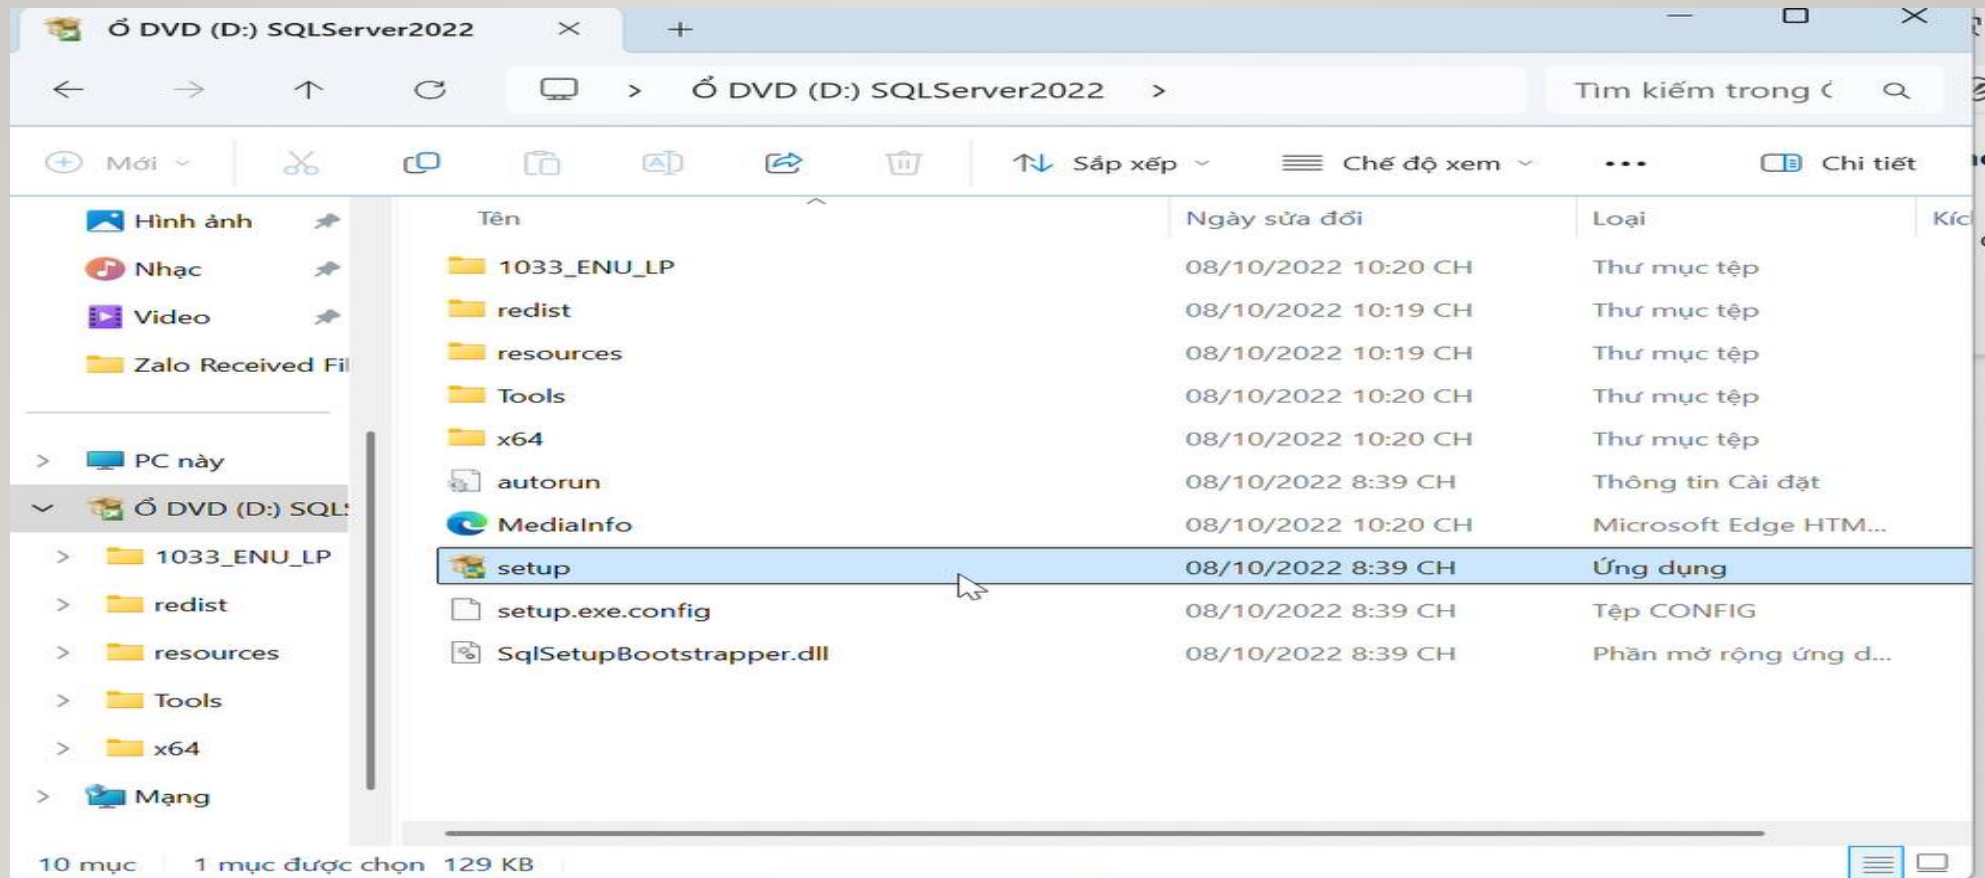 Ổ DVD (D:) SQLServer2022
Ổ DVD (D:) SQLServer2022
Tìm kiếm trong
Mới
Sắp xếp
Chế độ xem
Chi tiết
Hình ảnh
Nhạc
Video
Zalo Received Fil
PC này
Ổ DVD (D:) SQL
1033_ENU_LP
redist
resources
Tools
x64
Mạng
Tên Ngày sửa đổi Loại Kíc
1033_ENU_LP 08/10/2022 10:20 CH Thư mục tệp
redist 08/10/2022 10:19 CH Thư mục tệp
resources 08/10/2022 10:19 CH Thư mục tệp
Tools 08/10/2022 10:20 CH Thư mục tệp
x64 08/10/2022 10:20 CH Thư mục tệp
autorun 08/10/2022 8:39 CH Thông tin Cài đặt
MediaInfo 08/10/2022 10:20 CH Microsoft Edge HTM...
setup 08/10/2022 8:39 CH Ứng dụng
setup.exe.config 08/10/2022 8:39 CH Tệp CONFIG
SqlSetupBootstrapper.dll 08/10/2022 8:39 CH Phần mở rộng ứng d...
10 mục 1 mục được chọn 129 KB